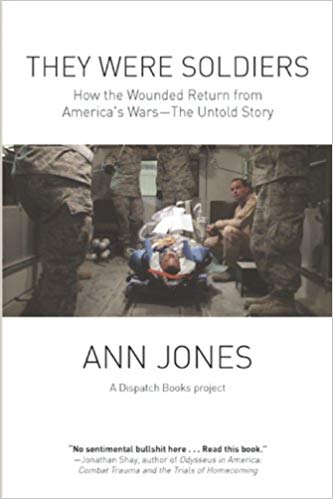 THEY WERE SOLDIERS
How the Wounded Return from
America's Wars—The Untold Story
ANN JONES
A Dispatch Books project
"No sentimental bullshit here . . . Read this book."
—Jonathan Shay, author of Odysseus in America:
Combat Trauma and the Trials of Homecoming